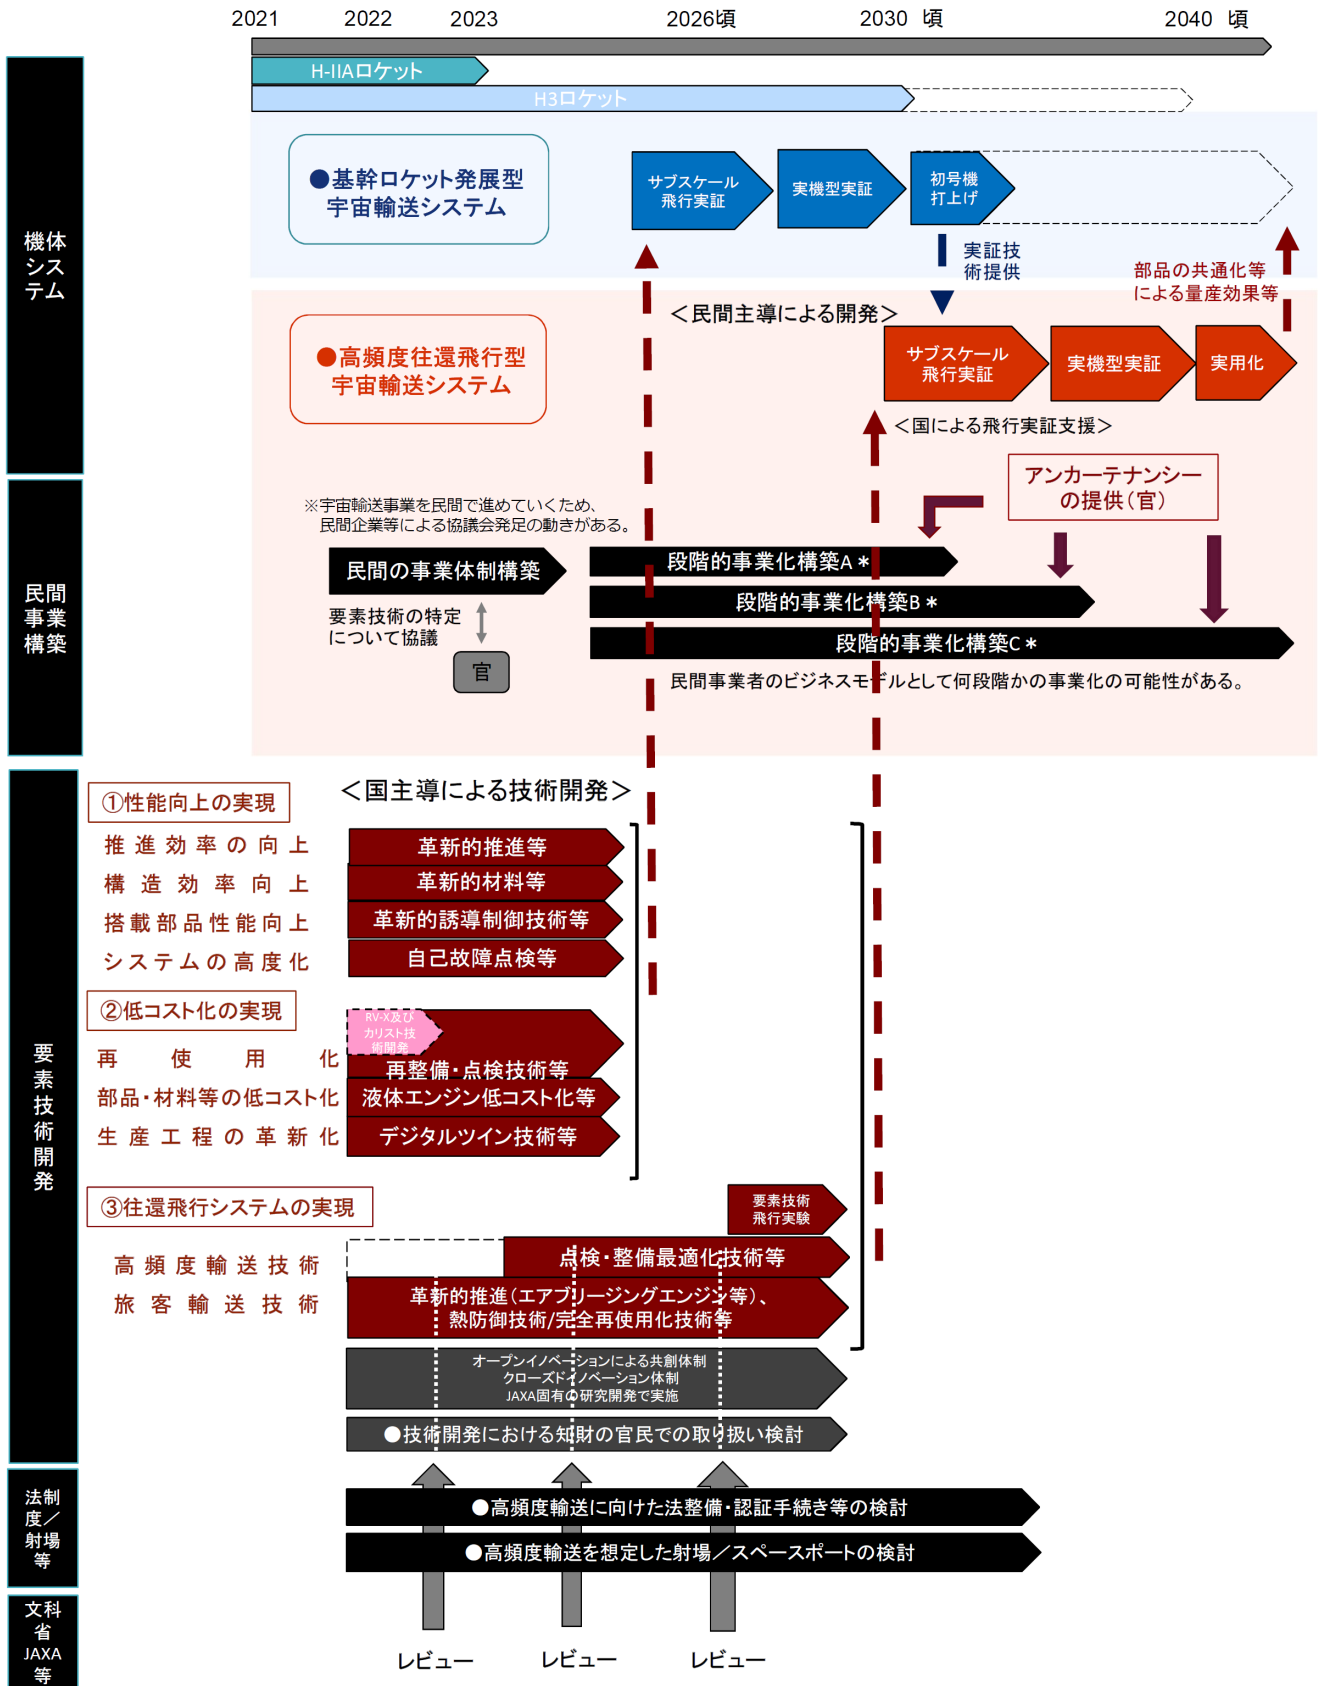 2021 2022 2023 2026頃 2030 頃 2040 頃
H-IIAロケット
H3ロケット
機体
シス
テム
●基幹ロケット発展型
宇宙輸送システム
サブスケール
飛行実証
実機型実証
初号機
打上げ
実証技
術提供
部品の共通化等
による量産効果等
＜民間主導による開発＞
●高頻度往還飛行型
宇宙輸送システム
サブスケール
飛行実証
実機型実証
実用化
＜国による飛行実証支援＞
民間
事業
構築
アンカーテナンシー
の提供（官）
※宇宙輸送事業を民間で進めていくため、
民間企業等による協議会発足の動きがある。
民間の事業体制構築
段階的事業化構築A＊
段階的事業化構築B＊
段階的事業化構築C＊
要素技術の特定
について協議
官
民間事業者のビジネスモデルとして何段階かの事業化の可能性がある。
要
素
技
術
開
発
＜国主導による技術開発＞
①性能向上の実現
推進効率の向上
革新的推進等
構造効率向上
革新的材料等
搭載部品性能向上
革新的誘導制御技術等
システムの高度化
自己故障点検等
②低コスト化の実現
RV-X及び
カリスト技
術開発
再使用化
再整備・点検技術等
部品・材料等の低コスト化
液体エンジン低コスト化等
生産工程の革新化
デジタルツイン技術等
③往還飛行システムの実現
要素技術
飛行実験
高頻度輸送技術
点検・整備最適化技術等
旅客輸送技術
革新的推進（エアブリージングエンジン等）、
熱防御技術/完全再使用化技術等
オープンイノベーションによる共創体制
クローズドイノベーション体制
JAXA固有の研究開発で実施
●技術開発における知財の官民での取り扱い検討
法制
度／
射場
等
●高頻度輸送に向けた法整備・認証手続き等の検討
●高頻度輸送を想定した射場／スペースポートの検討
文科
省
JAXA
等
レビュー レビュー レビュー